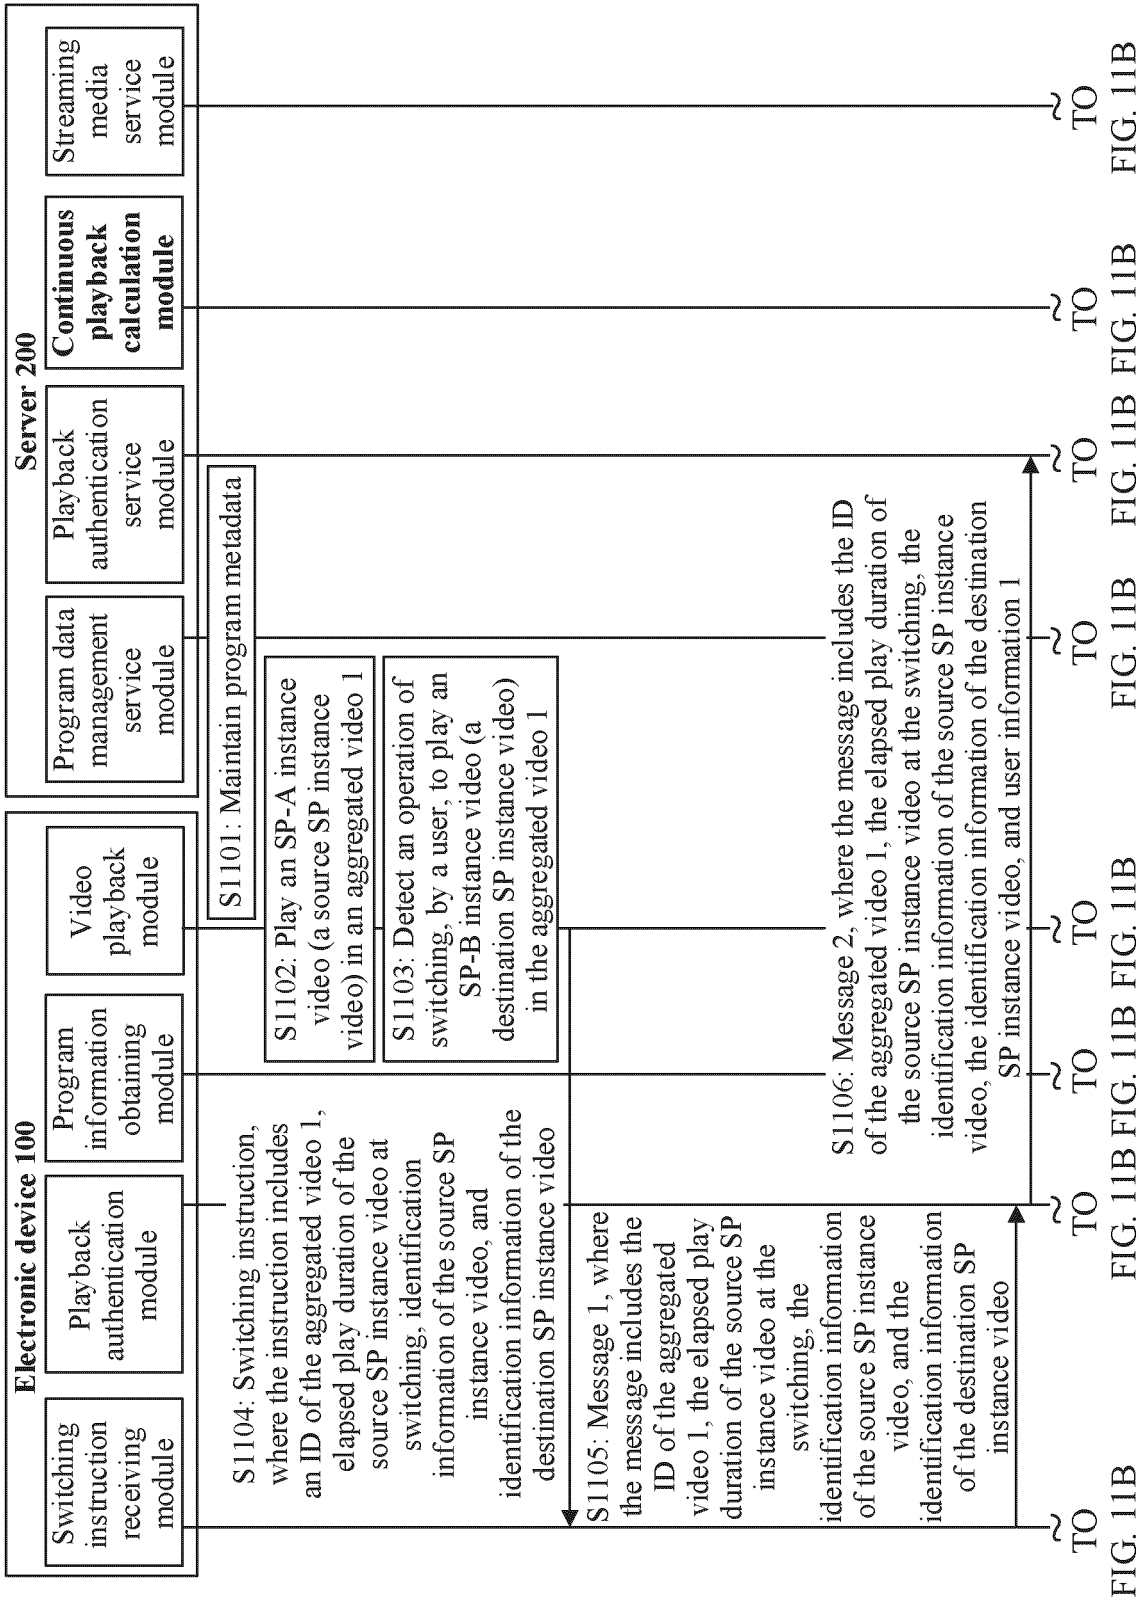 Electronic device 100
Server 200
Switching
instruction
receiving
module
Playback
authentication
module
Program
information
obtaining
module
Video
playback
module
Program data
management
service
module
Playback
authentication
service
module
Continuous
playback
calculation
module
Streaming
media
service
module
S1101: Maintain program metadata
S1102: Play an SP-A instance
video (a source SP instance
video) in an aggregated video 1
S1103: Detect an operation of
switching, by a user, to play an
SP-B instance video (a
destination SP instance video)
in the aggregated video 1
S1104: Switching instruction,
where the instruction includes
an ID of the aggregated video 1,
elapsed play duration of the
source SP instance video at
switching, identification
information of the source SP
instance video, and
identification information of the
destination SP instance video
S1105: Message 1, where
the message includes the
ID of the aggregated
video 1, the elapsed play
duration of the source SP
instance video at the
switching, the
identification information
of the source SP instance
video, and the
identification information
of the destination SP
instance video
S1106: Message 2, where the message includes the ID
of the aggregated video 1, the elapsed play duration of
the source SP instance video at the switching, the
identification information of the source SP instance
video, the identification information of the destination
SP instance video, and user information 1
TO
FIG. 11B
TO
FIG. 11B
TO
FIG. 11B
TO
FIG. 11B
TO
FIG. 11B
TO
FIG. 11B
TO
FIG. 11B
TO
FIG. 11B